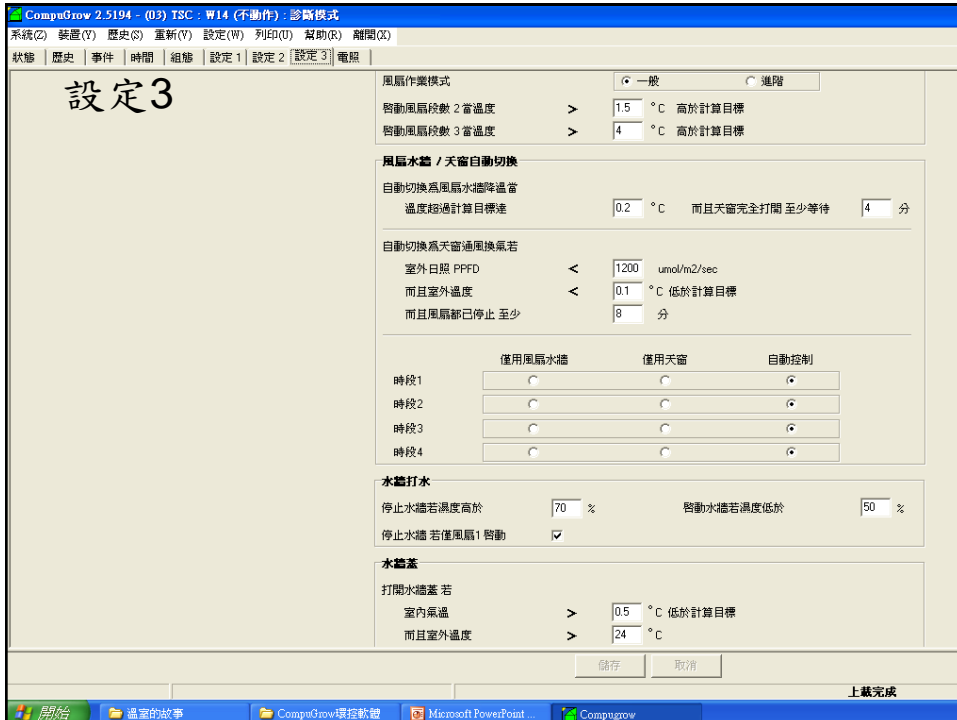 CompuGrow 2.5194 - (03) TSC : W14 (不動作) : 診斷模式
系統(Z) 裝置(Y) 歷史(S) 重新(V) 設定(W) 列印(U) 幫助(R) 離開(X)
狀態 歷史 事件 時間 組態 設定 1 設定 2 設定 3 電照
設定3
風扇作業模式 一般 進階
啓動風扇段數 2 當溫度 > 1.5 °C 高於計算目標
啓動風扇段數 3 當溫度 > 4 °C 高於計算目標
風扇水牆 / 天窗自動切換
自動切換爲風扇水牆降溫當
溫度超過計算目標達 0.2 °C 而且天窗完全打開 至少等待 4 分
自動切換爲天窗通風換氣若
室外日照 PPFD < 1200 umol/m2/sec
而且室外溫度 < 0.1 °C 低於計算目標
而且風扇都已停止 至少 8 分
僅用風扇水牆 僅用天窗 自動控制
時段1
時段2
時段3
時段4
水牆打水
停止水牆若濕度高於 70 % 啓動水牆若濕度低於 50 %
停止水牆 若僅風扇1 啓動
水牆蓋
打開水牆蓋 若
室內氣溫 > 0.5 °C 低於計算目標
而且室外溫度 > 24 °C
儲存 取消
上載完成
開始 溫室的故事 CompuGrow環控軟體 Microsoft PowerPoint ... Compugrow